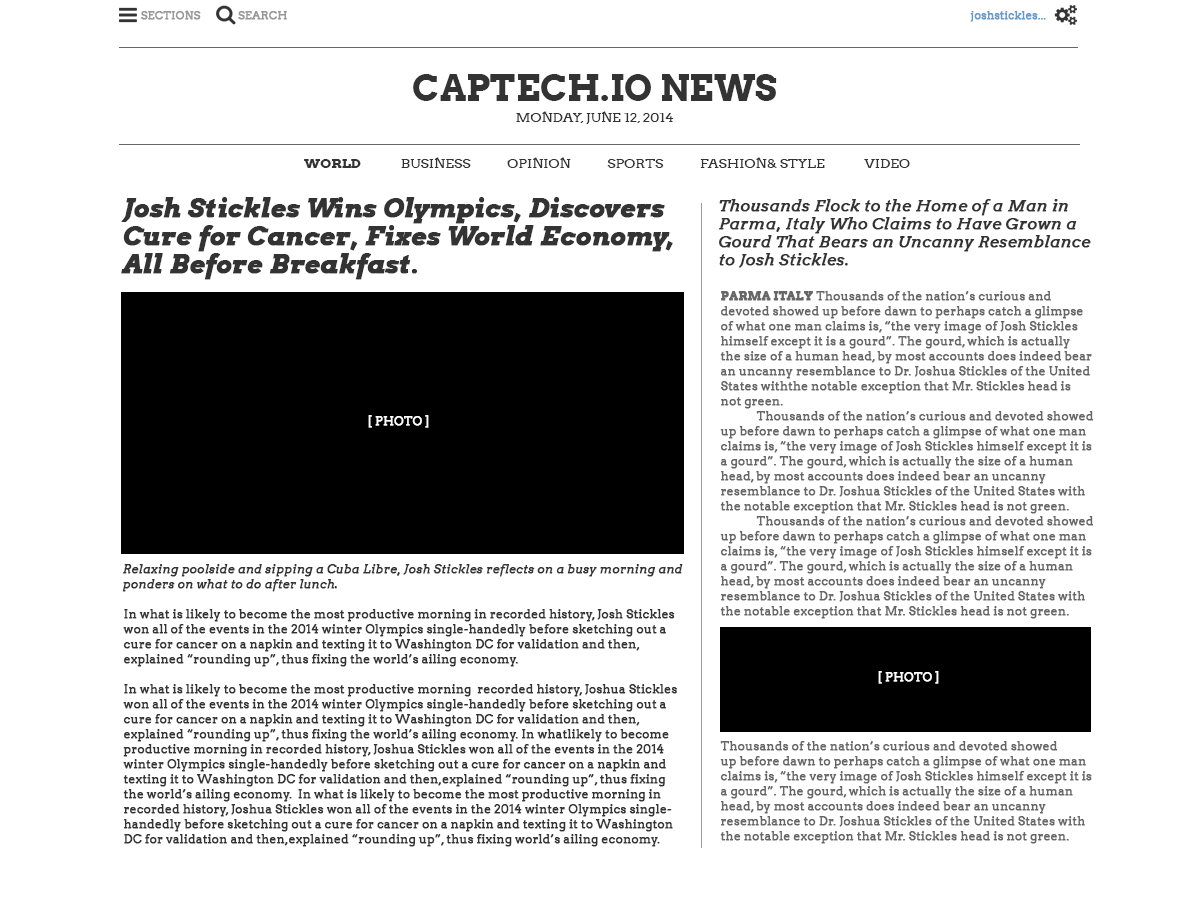 SECTIONS SEARCH joshstickles...
CAPTECH.IO NEWS
MONDAY, JUNE 12, 2014
WORLD BUSINESS OPINION SPORTS FASHION& STYLE VIDEO
Josh Stickles Wins Olympics, Discovers
Cure for Cancer, Fixes World Economy,
All Before Breakfast.
[ PHOTO ]
Relaxing poolside and sipping a Cuba Libre, Josh Stickles reflects on a busy morning and
ponders on what to do after lunch.
In what is likely to become the most productive morning in recorded history, Josh Stickles
won all of the events in the 2014 winter Olympics single-handedly before sketching out a
cure for cancer on a napkin and texting it to Washington DC for validation and then,
explained “rounding up”, thus fixing the world’s ailing economy.
In what is likely to become the most productive morning recorded history, Joshua Stickles
won all of the events in the 2014 winter Olympics single-handedly before sketching out a
cure for cancer on a napkin and texting it to Washington DC for validation and then,
explained “rounding up”, thus fixing the world’s ailing economy. In whatlikely to become
productive morning in recorded history, Joshua Stickles won all of the events in the 2014
winter Olympics single-handedly before sketching out a cure for cancer on a napkin and
texting it to Washington DC for validation and then,explained “rounding up”, thus fixing
the world’s ailing economy. In what is likely to become the most productive morning in
recorded history, Joshua Stickles won all of the events in the 2014 winter Olympics single-
handedly before sketching out a cure for cancer on a napkin and texting it to Washington
DC for validation and then,explained “rounding up”, thus fixing world’s ailing economy.
Thousands Flock to the Home of a Man in
Parma, Italy Who Claims to Have Grown a
Gourd That Bears an Uncanny Resemblance
to Josh Stickles.
PARMA ITALY Thousands of the nation’s curious and
devoted showed up before dawn to perhaps catch a glimpse
of what one man claims is, “the very image of Josh Stickles
himself except it is a gourd”. The gourd, which is actually
the size of a human head, by most accounts does indeed bear
an uncanny resemblance to Dr. Joshua Stickles of the United
States withthe notable exception that Mr. Stickles head is
not green.
Thousands of the nation’s curious and devoted showed
up before dawn to perhaps catch a glimpse of what one man
claims is, “the very image of Josh Stickles himself except it is
a gourd”. The gourd, which is actually the size of a human
head, by most accounts does indeed bear an uncanny
resemblance to Dr. Joshua Stickles of the United States with
the notable exception that Mr. Stickles head is not green.
Thousands of the nation’s curious and devoted showed
up before dawn to perhaps catch a glimpse of what one man
claims is, “the very image of Josh Stickles himself except it is
a gourd”. The gourd, which is actually the size of a human
head, by most accounts does indeed bear an uncanny
resemblance to Dr. Joshua Stickles of the United States with
the notable exception that Mr. Stickles head is not green.
[ PHOTO ]
Thousands of the nation’s curious and devoted showed
up before dawn to perhaps catch a glimpse of what one man
claims is, “the very image of Josh Stickles himself except it is
a gourd”. The gourd, which is actually the size of a human
head, by most accounts does indeed bear an uncanny
resemblance to Dr. Joshua Stickles of the United States with
the notable exception that Mr. Stickles head is not green.